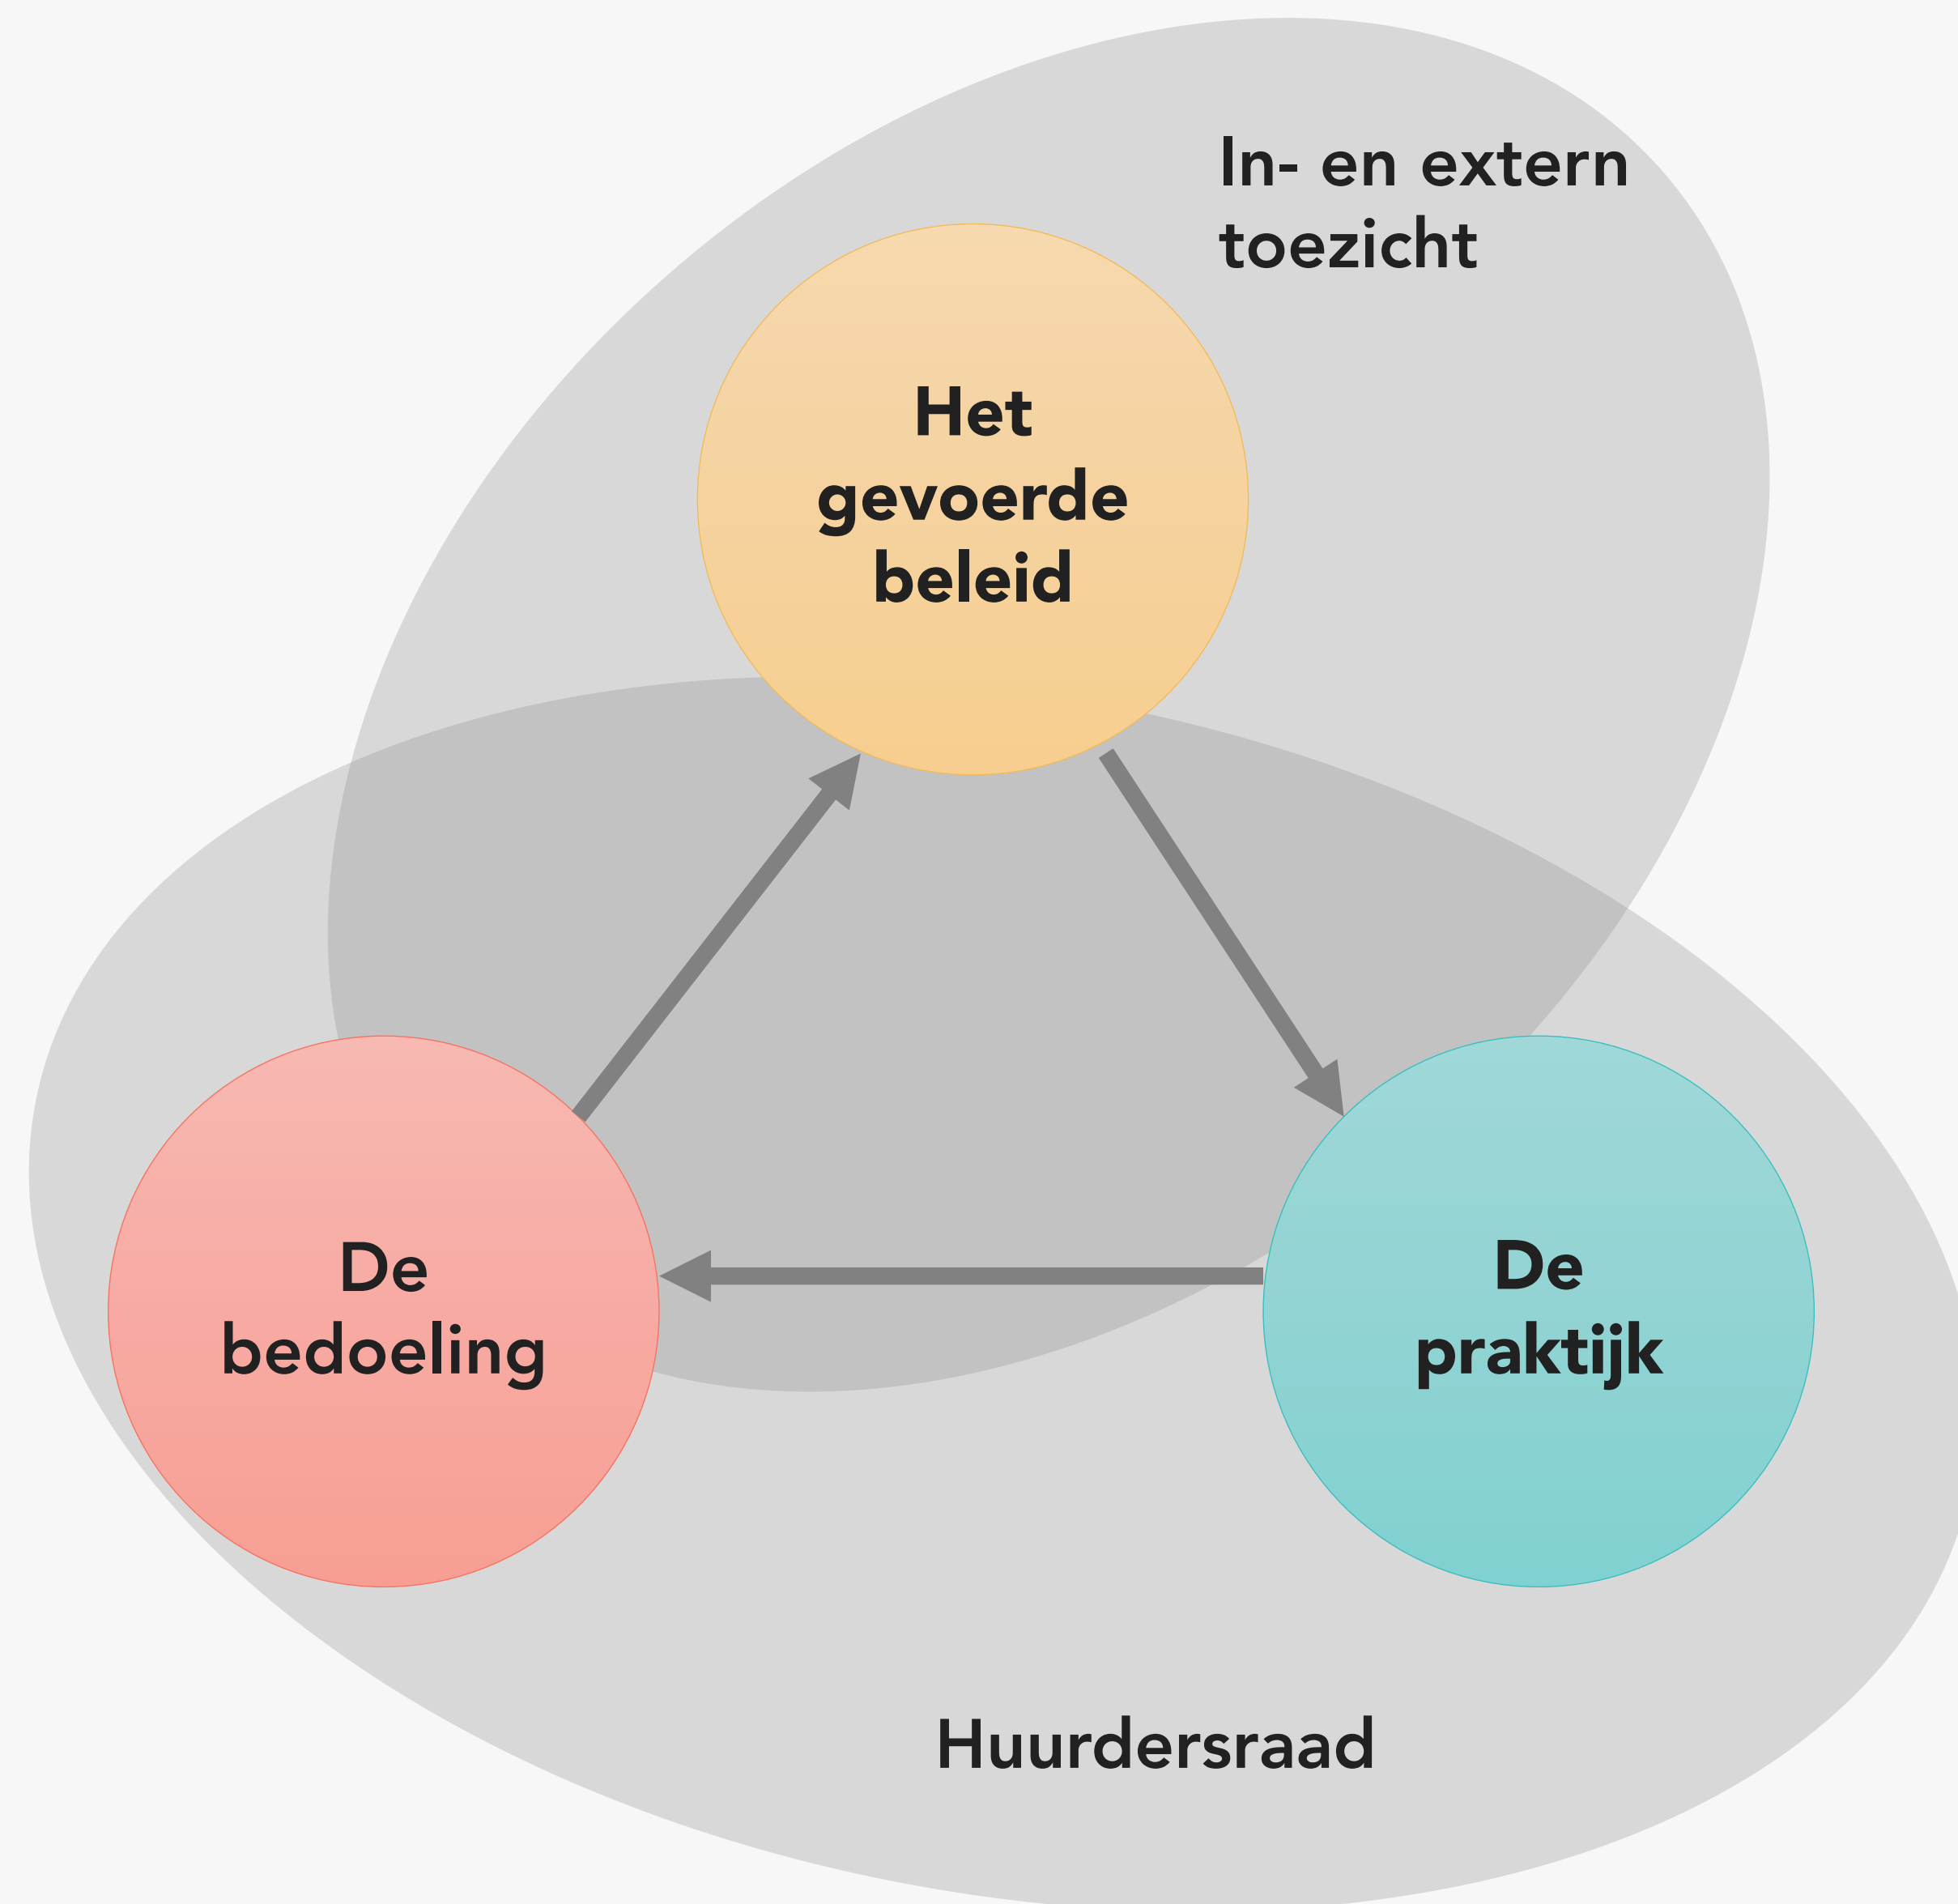 In- en extern
toezicht
Het
gevoerde
beleid
De
bedoeling
De
praktijk
Huurdersraad